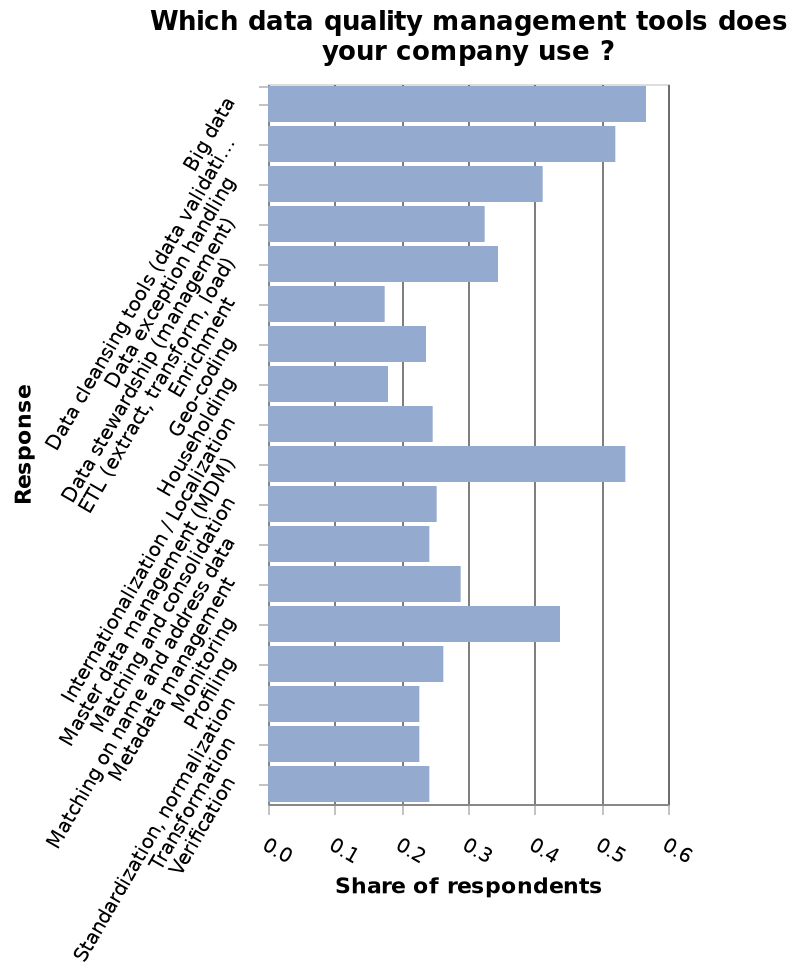 Which data quality management tools does
your company use ?
Response
Big data
Data cleansing tools (data validati…
Data exception handling
Data stewardship (management)
ETL (extract, transform, load)
Enrichment
Geo-coding
Householding
Internationalization / Localization
Master data management (MDM)
Matching and consolidation
Matching on name and address data
Metadata management
Monitoring
Profiling
Standardization, normalization
Transformation
Verification
0.0 0.1 0.2 0.3 0.4 0.5 0.6
Share of respondents